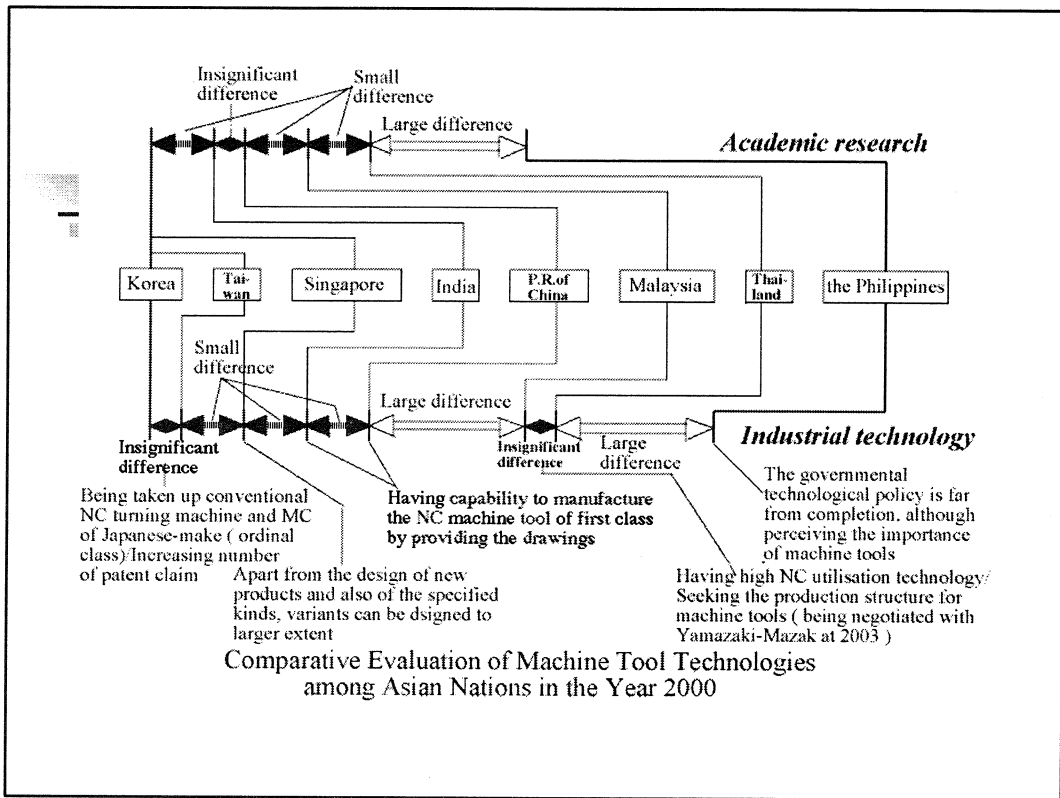 Insignificant
difference
Small
difference
Large difference
Academic research
Korea
Tai-
wan
Singapore
India
P.R.of
China
Malaysia
Thai-
land
the Philippines
Small
difference
Large difference
Insignificant
difference
Insignificant
difference
Large
difference
Industrial technology
Being taken up conventional
NC turning machine and MC
of Japanese-make ( ordinal
class)/Increasing number
of patent claim
Apart from the design of new
products and also of the specified
kinds, variants can be dsigned to
larger extent
Having capability to manufacture
the NC machine tool of first class
by providing the drawings
The governmental
technological policy is far
from completion, although
perceiving the importance
of machine tools
Having high NC utilisation technology/
Seeking the production structure for
machine tools ( being negotiated with
Yamazaki-Mazak at 2003 )
Comparative Evaluation of Machine Tool Technologies
among Asian Nations in the Year 2000